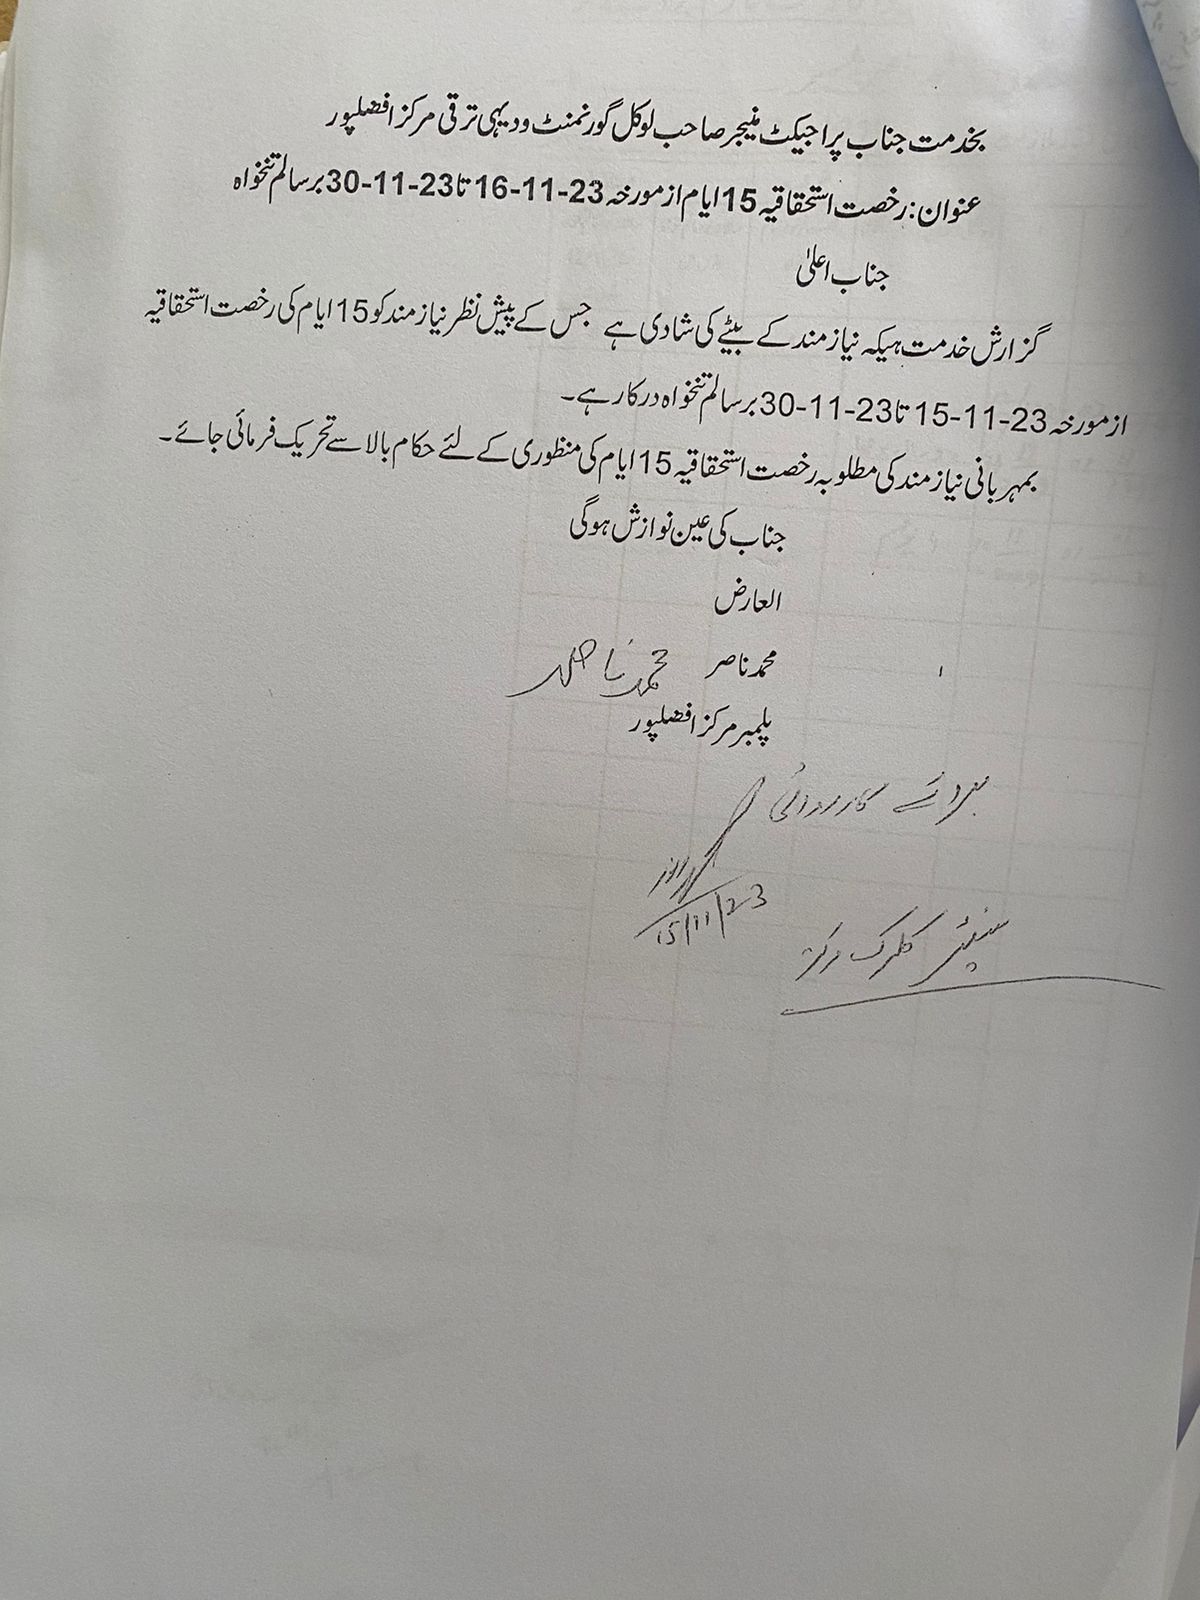 بخدمت جناب پراجیکٹ منیجر صاحب لوکل گورنمنٹ ودیہی ترقی مرکز افضلپور
عنوان: رخصت استحقاقیہ 15 ایام از مورخہ 23-11-16 تا 23-11-30 بر سالم تنخواہ
جناب اعلیٰ
گزارش خدمت ہیکہ نیازمند کے بیٹے کی شادی ہے جس کے پیش نظر نیازمند کو 15 ایام کی رخصت استحقاقیہ
از مورخہ 23-11-15 تا 23-11-30 بر سالم تنخواہ درکار ہے۔
بمہربانی نیازمند کی مطلوبہ رخصت استحقاقیہ 15 ایام کی منظوری کے لئے حکام بالا سے تحریک فرمائی جائے۔
جناب کی عین نوازش ہوگی
العارض
محمد ناصر محمد ناصر
پلمبر مرکز افضلپور
برائے کارروائی
15/11/23
سنیئر کلرک مرکز